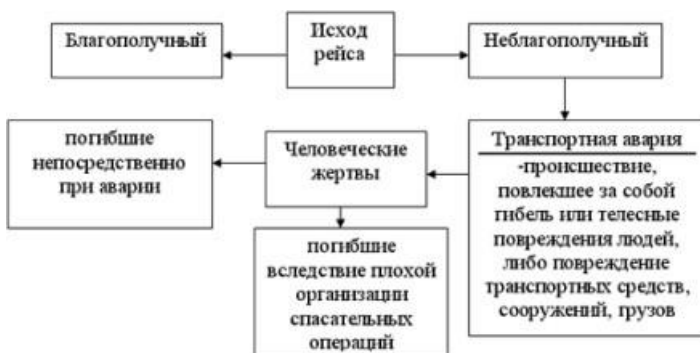 Благополучный
Исход
рейса
Неблагополучный
погибшие
непосредственно
при аварии
Человеческие
жертвы
Транспортная авария
-происшествие,
повлекшее за собой
гибель или телесные
повреждения людей,
либо повреждение
транспортных средств,
сооружений, грузов
погибшие
вследствие плохой
организации
спасательных
операций